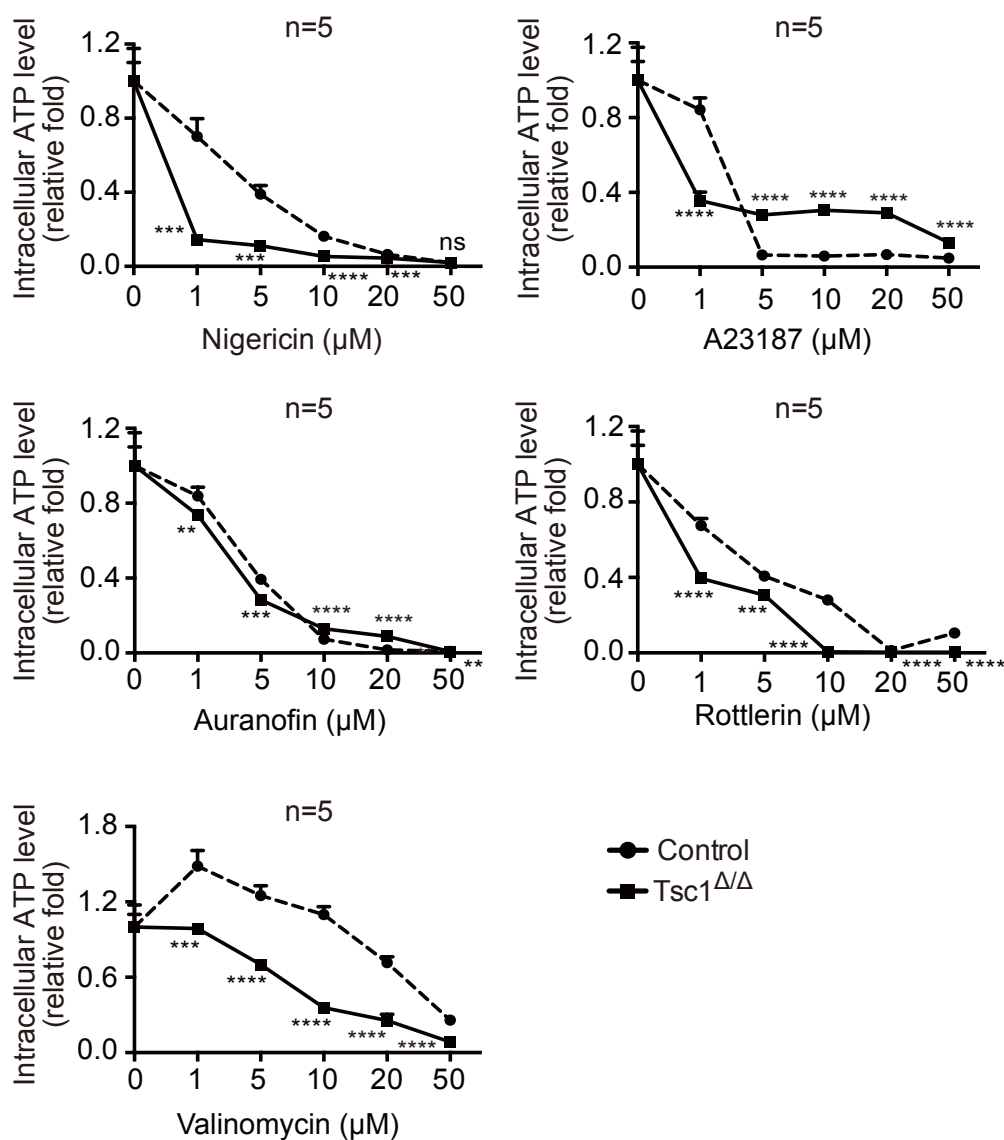 n=5
Intracellular ATP level
(relative fold)
1.2
0.8
0.4
0.0
***
***
****
***
ns
0 1 5 10 20 50
Nigericin (μM)
n=5
Intracellular ATP level
(relative fold)
1.2
0.8
0.4
0.0
****
****
****
****
****
0 1 5 10 20 50
A23187 (μM)
n=5
Intracellular ATP level
(relative fold)
1.2
0.8
0.4
0.0
**
***
****
****
**
0 1 5 10 20 50
Auranofin (μM)
n=5
Intracellular ATP level
(relative fold)
1.2
0.8
0.4
0.0
****
***
****
****
****
0 1 5 10 20 50
Rottlerin (μM)
n=5
Intracellular ATP level
(relative fold)
1.8
1.2
0.6
0.0
***
****
****
****
****
0 1 5 10 20 50
Valinomycin (μM)
Control
Tsc1Δ/Δ